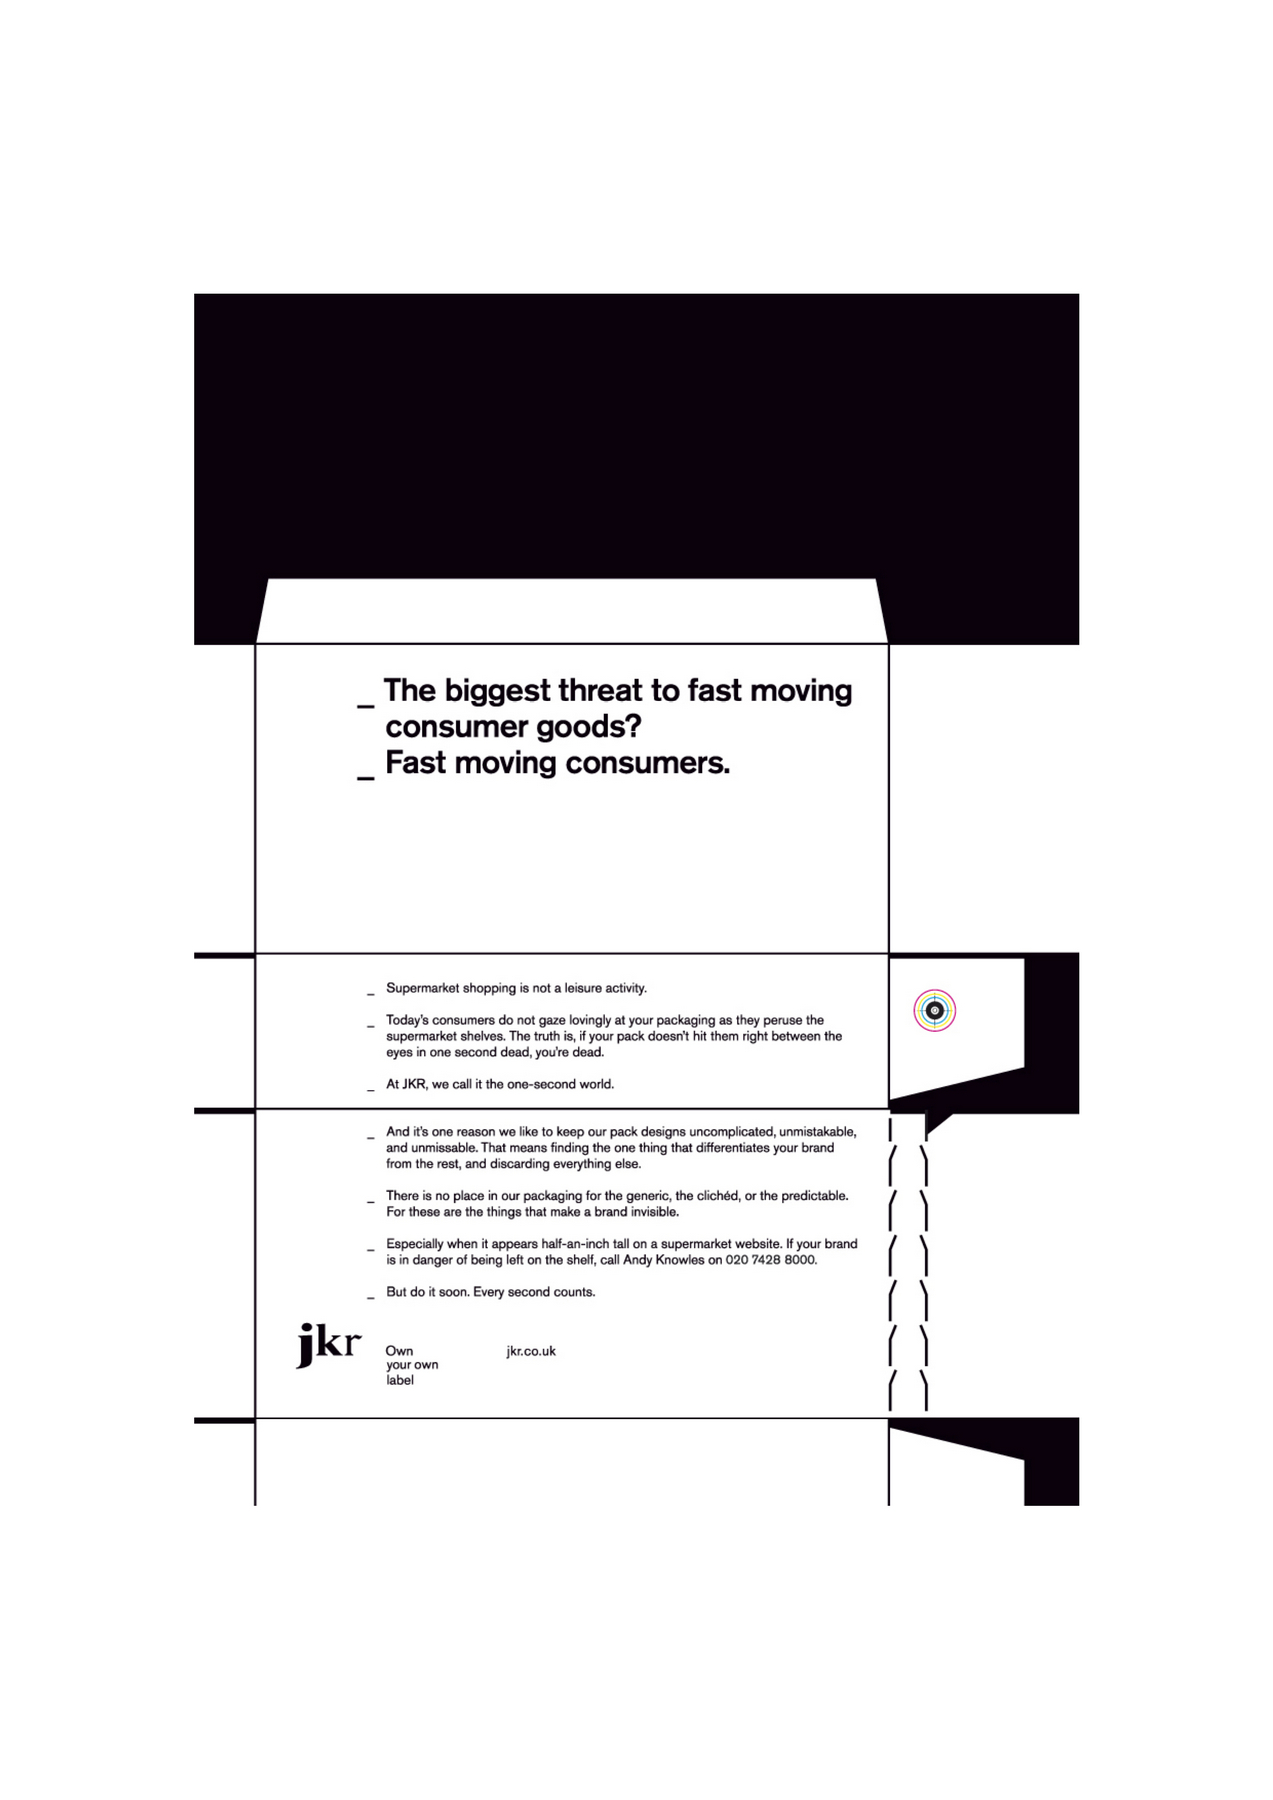 _ The biggest threat to fast moving
consumer goods?
_ Fast moving consumers.
_ Supermarket shopping is not a leisure activity.
_ Today's consumers do not gaze lovingly at your packaging as they peruse the
supermarket shelves. The truth is, if your pack doesn't hit them right between the
eyes in one second dead, you're dead.
_ At JKR, we call it the one-second world.
_ And it's one reason we like to keep our pack designs uncomplicated, unmistakable,
and unmissable. That means finding the one thing that differentiates your brand
from the rest, and discarding everything else.
_ There is no place in our packaging for the generic, the clichéd, or the predictable.
For these are the things that make a brand invisible.
_ Especially when it appears half-an-inch tall on a supermarket website. If your brand
is in danger of being left on the shelf, call Andy Knowles on 020 7428 8000.
_ But do it soon. Every second counts.
jkr
Own
your own
label
jkr.co.uk